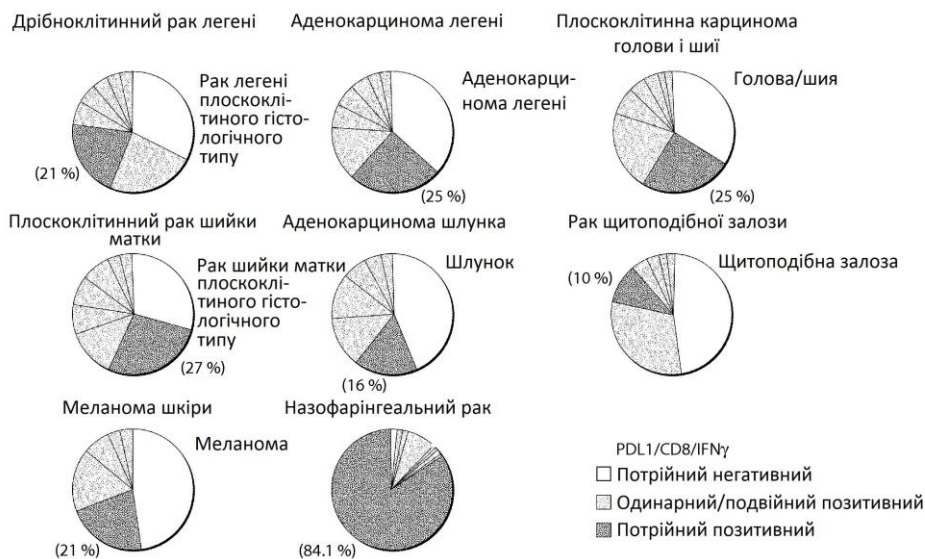 Дрібноклітинний рак легені
Рак легені
плоскоклі-
тиного гісто-
логічного
типу
(21 %)
Аденокарцинома легені
Аденокарци-
нома легені
(25 %)
Плоскоклітинна карцинома
голови і шиї
Голова/шия
(25 %)
Плоскоклітинний рак шийки
матки
Рак шийки матки
плоскоклі-
тиного гісто-
логічного
типу
(27 %)
Аденокарцинома шлунка
Шлунок
(16 %)
Рак щитоподібної залози
(10 %)
Щитоподібна залоза
Меланома шкіри
Меланома
(21 %)
Назофарінгеальний рак
(84.1 %)
PDL1/CD8/IFNγ
Потрійний негативний
Одинарний/подвійний позитивний
Потрійний позитивний